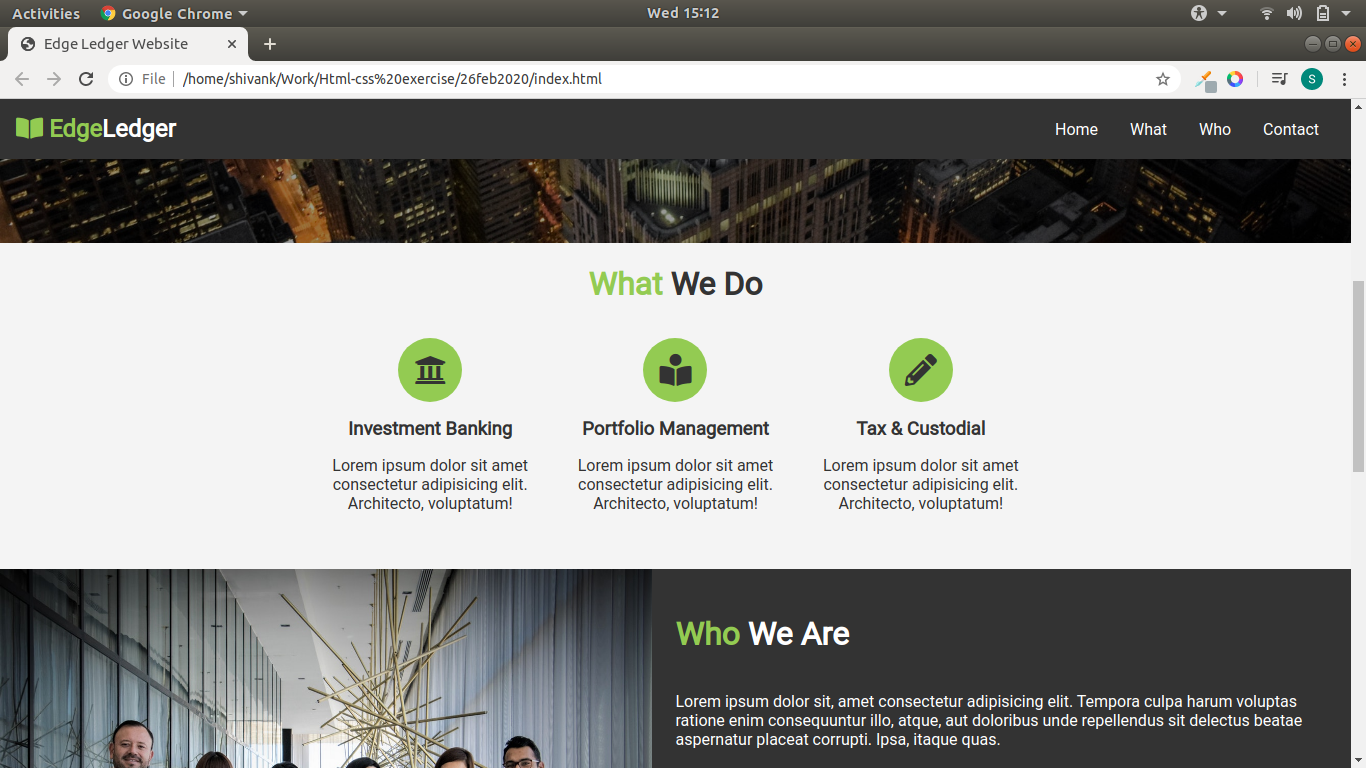 Activities Google Chrome Wed 15:12
Edge Ledger Website
File /home/shivank/Work/Html-css%20exercise/26feb2020/index.html S
EdgeLedger Home What Who Contact
What We Do
Investment Banking
Lorem ipsum dolor sit amet
consectetur adipisicing elit.
Architecto, voluptatum!
Portfolio Management
Lorem ipsum dolor sit amet
consectetur adipisicing elit.
Architecto, voluptatum!
Tax & Custodial
Lorem ipsum dolor sit amet
consectetur adipisicing elit.
Architecto, voluptatum!
Who We Are
Lorem ipsum dolor sit, amet consectetur adipisicing elit. Tempora culpa harum voluptas
ratione enim consequuntur illo, atque, aut doloribus unde repellendus sit delectus beatae
aspernatur placeat corrupti. Ipsa, itaque quas.